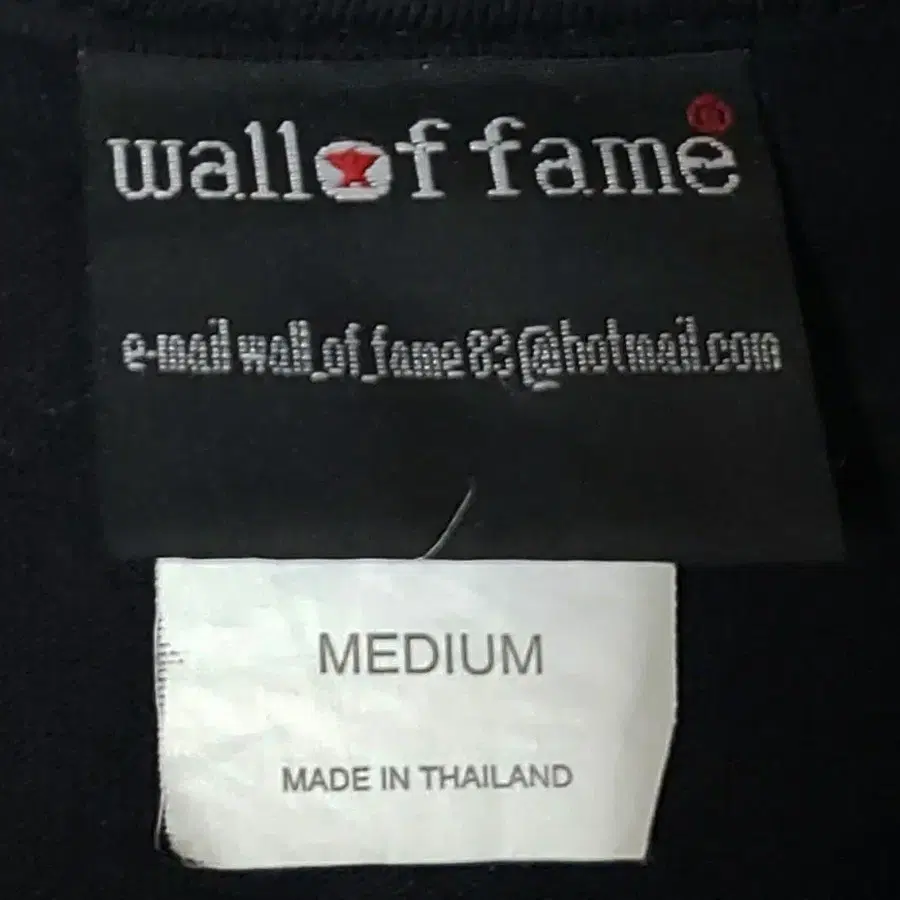 wall of fame®
e-mail wall_of_fame83@hotmail.com
MEDIUM
MADE IN THAILAND